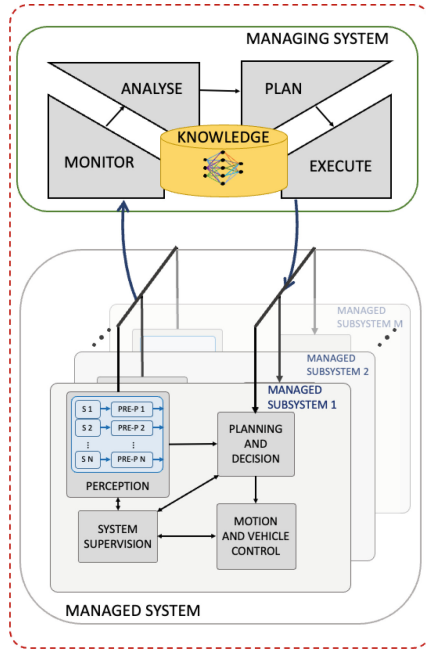 MANAGING SYSTEM
ANALYSE
PLAN
KNOWLEDGE
MONITOR
EXECUTE
MANAGED
SUBSYSTEM M
MANAGED
SUBSYSTEM 2
MANAGED
SUBSYSTEM 1
S 1
PRE-P 1
S 2
PRE-P 2
⋮
⋮
S N
PRE-P N
PERCEPTION
PLANNING
AND
DECISION
SYSTEM
SUPERVISION
MOTION
AND VEHICLE
CONTROL
MANAGED SYSTEM